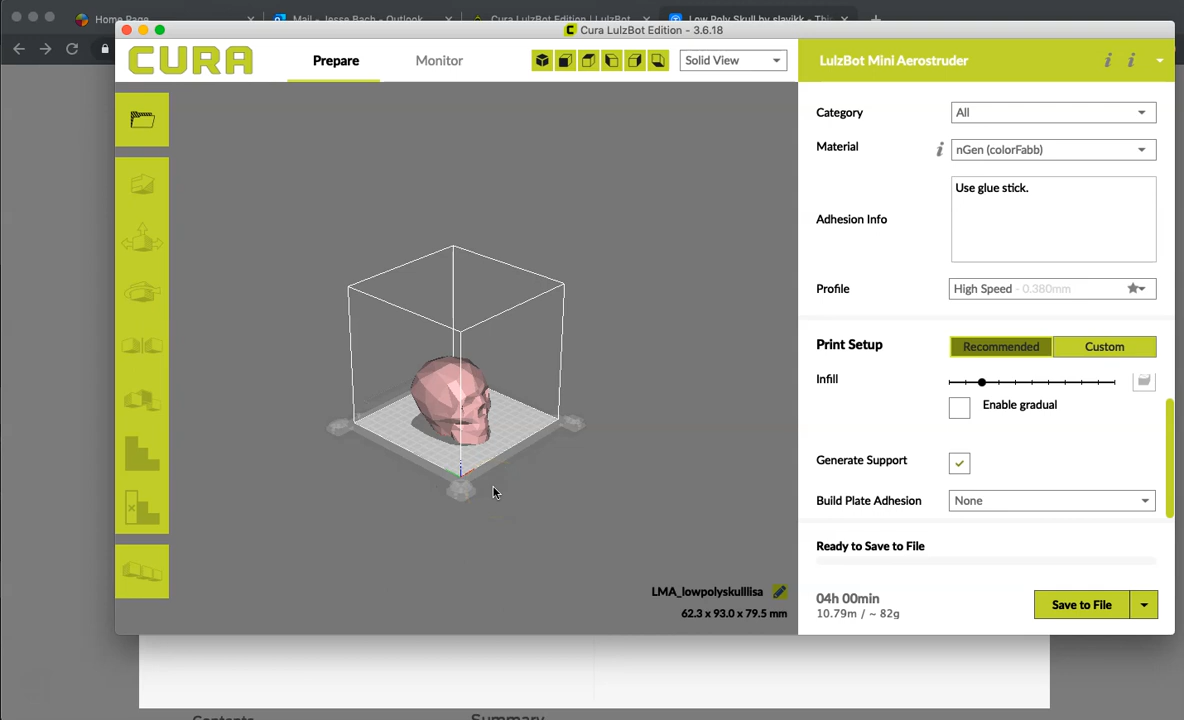 Home Page
Mail - Jesse Bach - Outlook
Cura LulzBot Edition | LulzBot
Low Poly Skull by slavikk - Thi
Cura LulzBot Edition - 3.6.18
CURA
Prepare
Monitor
Solid View
LulzBot Mini Aerostruder
Category
All
Material
nGen (colorFabb)
Adhesion Info
Use glue stick.
Profile
High Speed - 0.380mm
Print Setup
Recommended
Custom
Infill
Enable gradual
Generate Support
Build Plate Adhesion
None
Ready to Save to File
LMA_lowpolyskulllisa
62.3 x 93.0 x 79.5 mm
04h 00min
10.79m / ~ 82g
Save to File
Contents
Summary